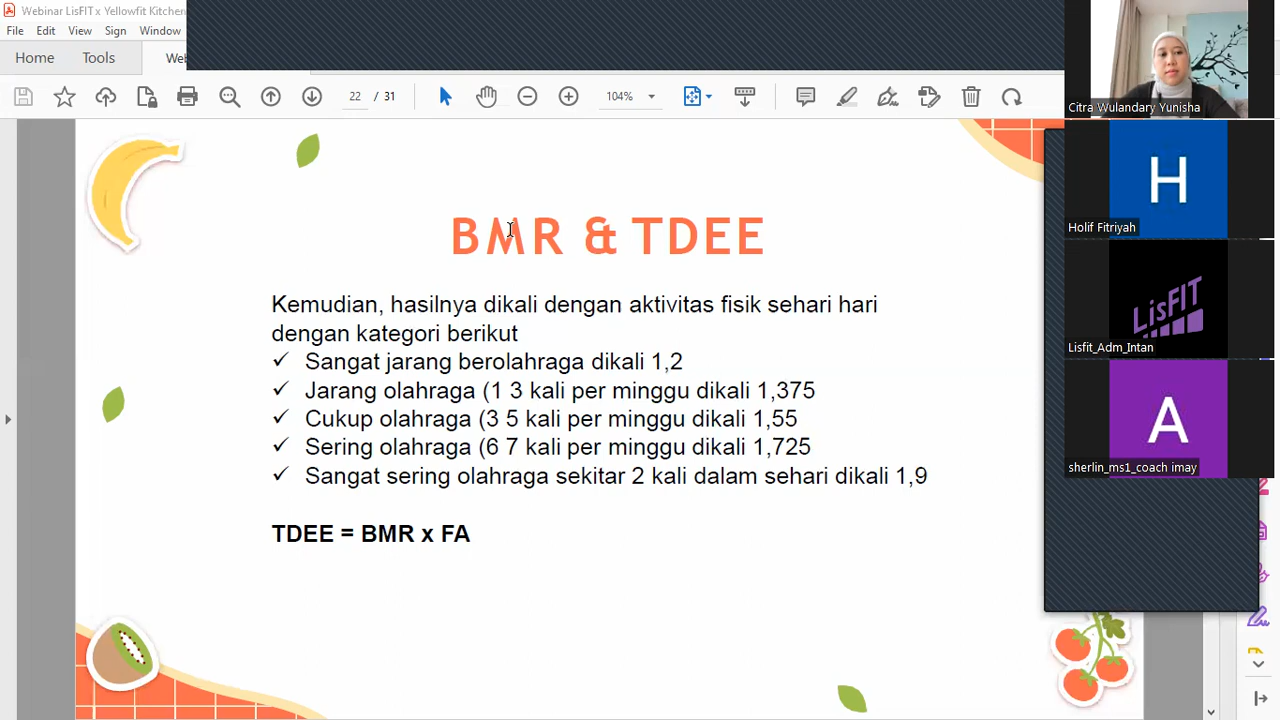 Webinar LisFIT x Yellowfit Kitchen
File Edit View Sign Window
Home Tools Web
22 / 31 104%
Citra Wulandary Yunisha
H
Holif Fitriyah
LisFIT
Lisfit_Adm_Intan
A
sherlin_ms1_coach imay
BMR & TDEE
Kemudian, hasilnya dikali dengan aktivitas fisik sehari hari
dengan kategori berikut
✓ Sangat jarang berolahraga dikali 1,2
✓ Jarang olahraga (1 3 kali per minggu dikali 1,375
✓ Cukup olahraga (3 5 kali per minggu dikali 1,55
✓ Sering olahraga (6 7 kali per minggu dikali 1,725
✓ Sangat sering olahraga sekitar 2 kali dalam sehari dikali 1,9
TDEE = BMR x FA